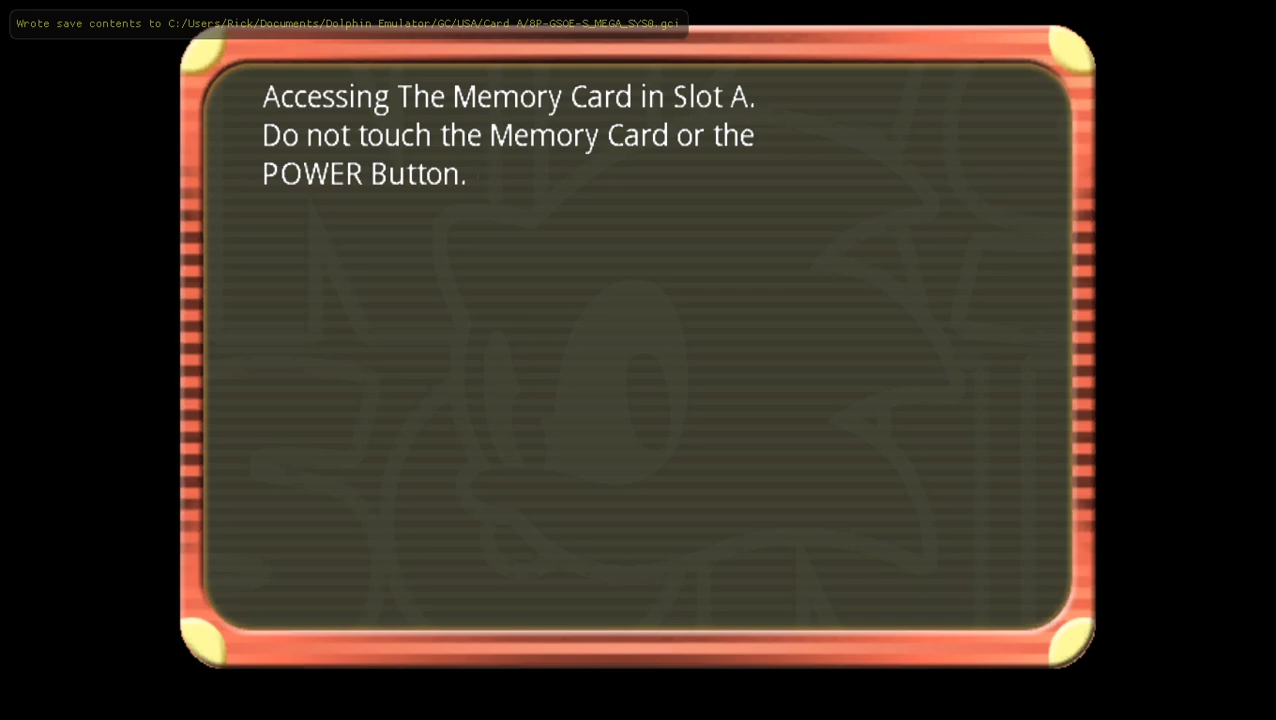 Wrote save contents to C:/Users/Rick/Documents/Dolphin Emulator/GC/USA/Card A/8P-GSOE-S_MEGA_SYS0.gci
Accessing The Memory Card in Slot A.
Do not touch the Memory Card or the
POWER Button.